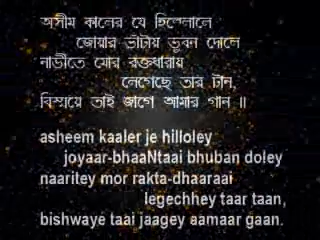 অসীম কালের যে হিল্লোলে
জোয়ার ভাঁটায় ভুবন দোলে
নাড়ীতে মোর রক্তধারায়
লেগেছে তার টান,
বিস্ময়ে তাই জাগে আমার গান ॥
asheem kaaler je hilloley
joyaar-bhaaNtaai bhuban doley
naaritey mor rakta-dhaaraai
legechhey taar taan,
bishwaye taai jaagey aamaar gaan.